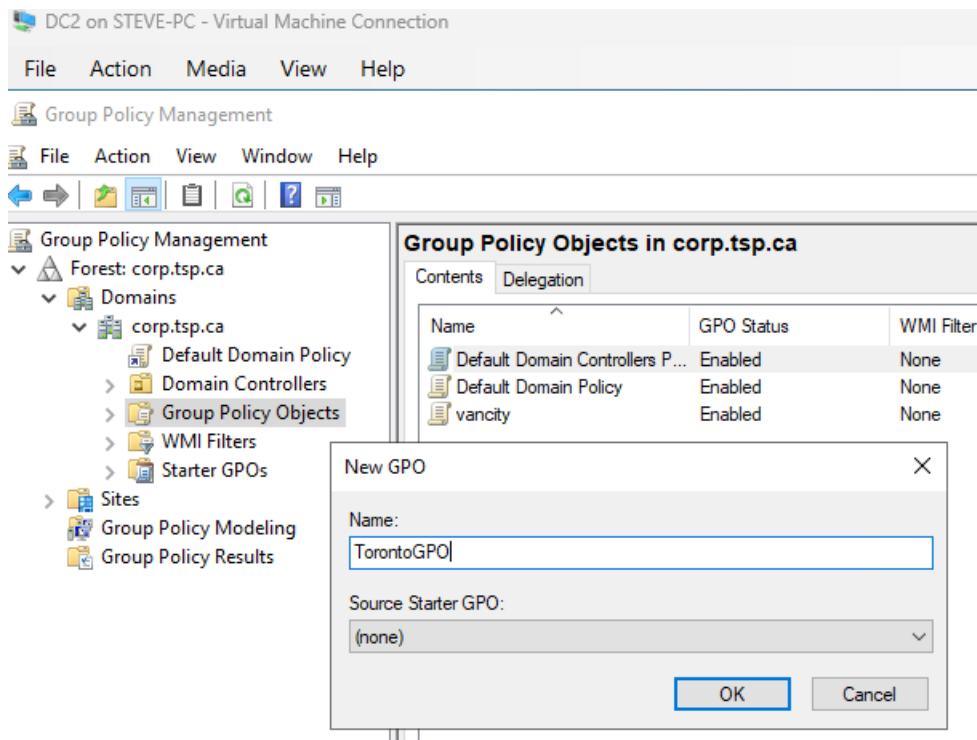 DC2 on STEVE-PC - Virtual Machine Connection
File Action Media View Help
Group Policy Management
File Action View Window Help
Group Policy Management
Forest: corp.tsp.ca
Domains
corp.tsp.ca
Default Domain Policy
Domain Controllers
Group Policy Objects
WMI Filters
Starter GPOs
Sites
Group Policy Modeling
Group Policy Results
Group Policy Objects in corp.tsp.ca
Contents Delegation
Name GPO Status WMI Filter
Default Domain Controllers P... Enabled None
Default Domain Policy Enabled None
vancity Enabled None
New GPO
Name:
TorontoGPO
Source Starter GPO:
(none)
OK Cancel